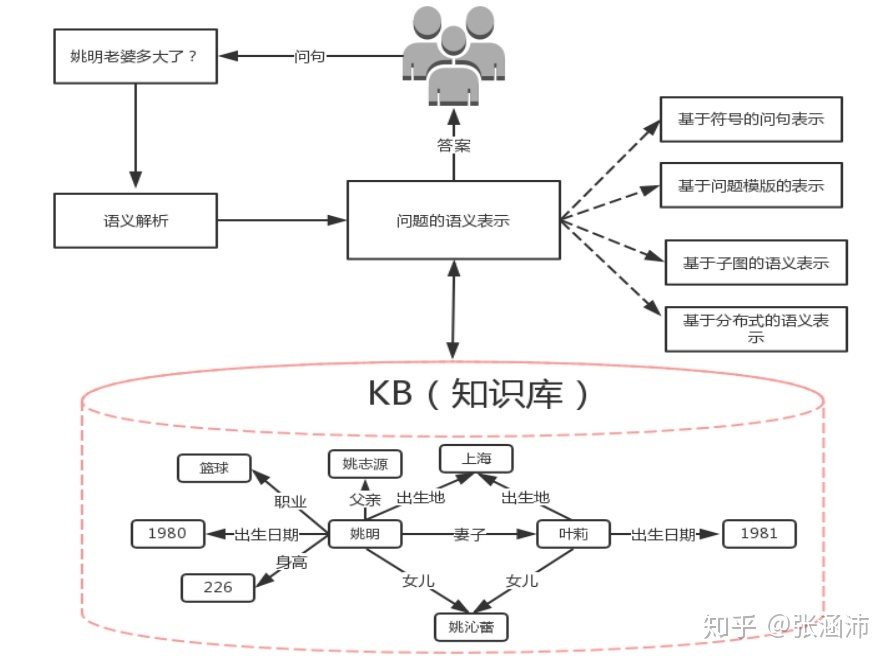 姚明老婆多大了？
问句
答案
基于符号的问句表示
基于问题模版的表示
语义解析
问题的语义表示
基于子图的语义表示
基于分布式的语义表
示
KB（知识库）
篮球
姚志源
上海
职业
父亲
出生地
出生地
1980
出生日期
姚明
妻子
叶莉
出生日期
1981
身高
226
女儿
女儿
姚沁蕾
知乎 @张涵沛